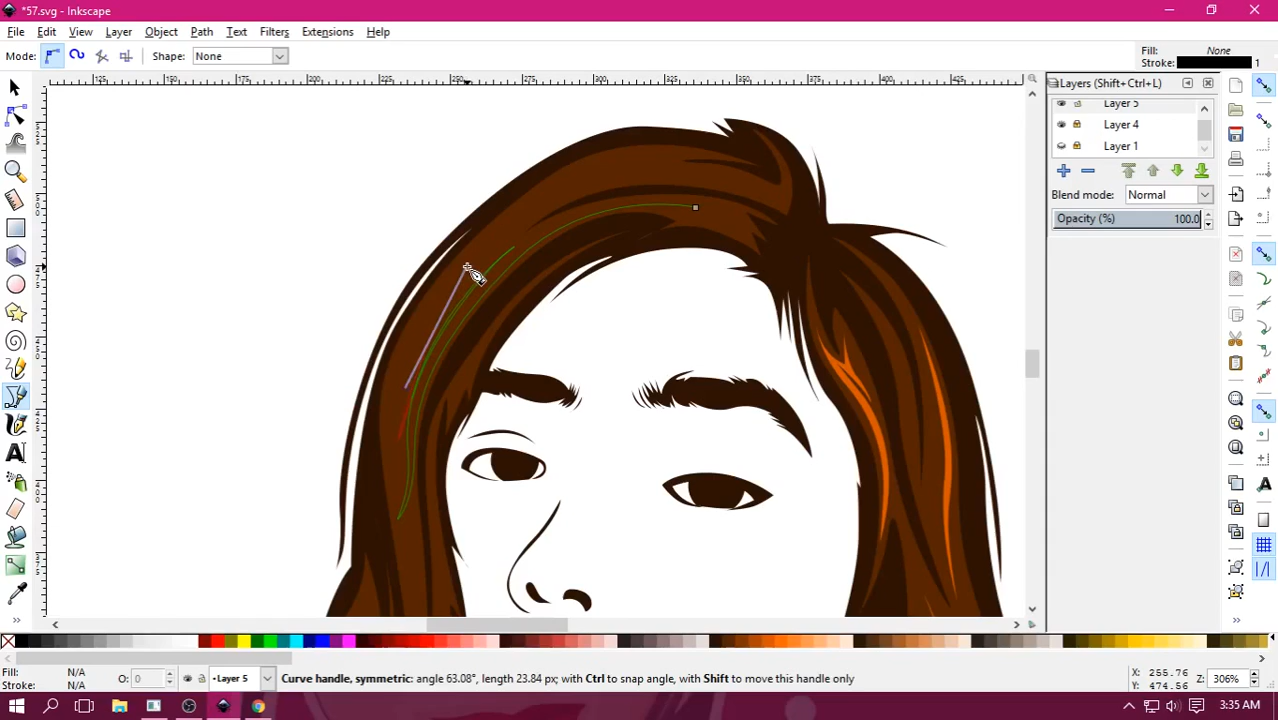 *57.svg - Inkscape
File Edit View Layer Object Path Text Filters Extensions Help
Mode: Shape: None Fill: None
Stroke: 1
Layers (Shift+Ctrl+L)
Layer 5
Layer 4
Layer 1
Blend mode: Normal
Opacity (%) 100.0
Fill: N/A O: 0 Layer 5 Curve handle, symmetric: angle 63.08°, length 23.84 pr; with Ctrl to snap angle, with Shift to move this handle only X: 255.76 Z: 306%
Stroke: N/A Y: 474.56
3:35 AM